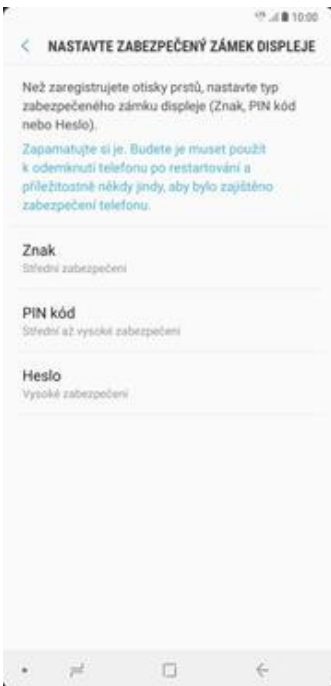 10:00
NASTAVTE ZABEZPEČENÝ ZÁMEK DISPLEJE
Než zaregistrujete otisky prstů, nastavte typ
zabezpečeného zámku displeje (Znak, PIN kód
nebo Heslo).
Zapamatujte si je. Budete je muset použít
k odemknutí telefonu po restartování a
příležitostně někdy jindy, aby bylo zajištěno
zabezpečení telefonu.
Znak
Střední zabezpečení
PIN kód
Střední až vysoké zabezpečení
Heslo
Vysoké zabezpečení